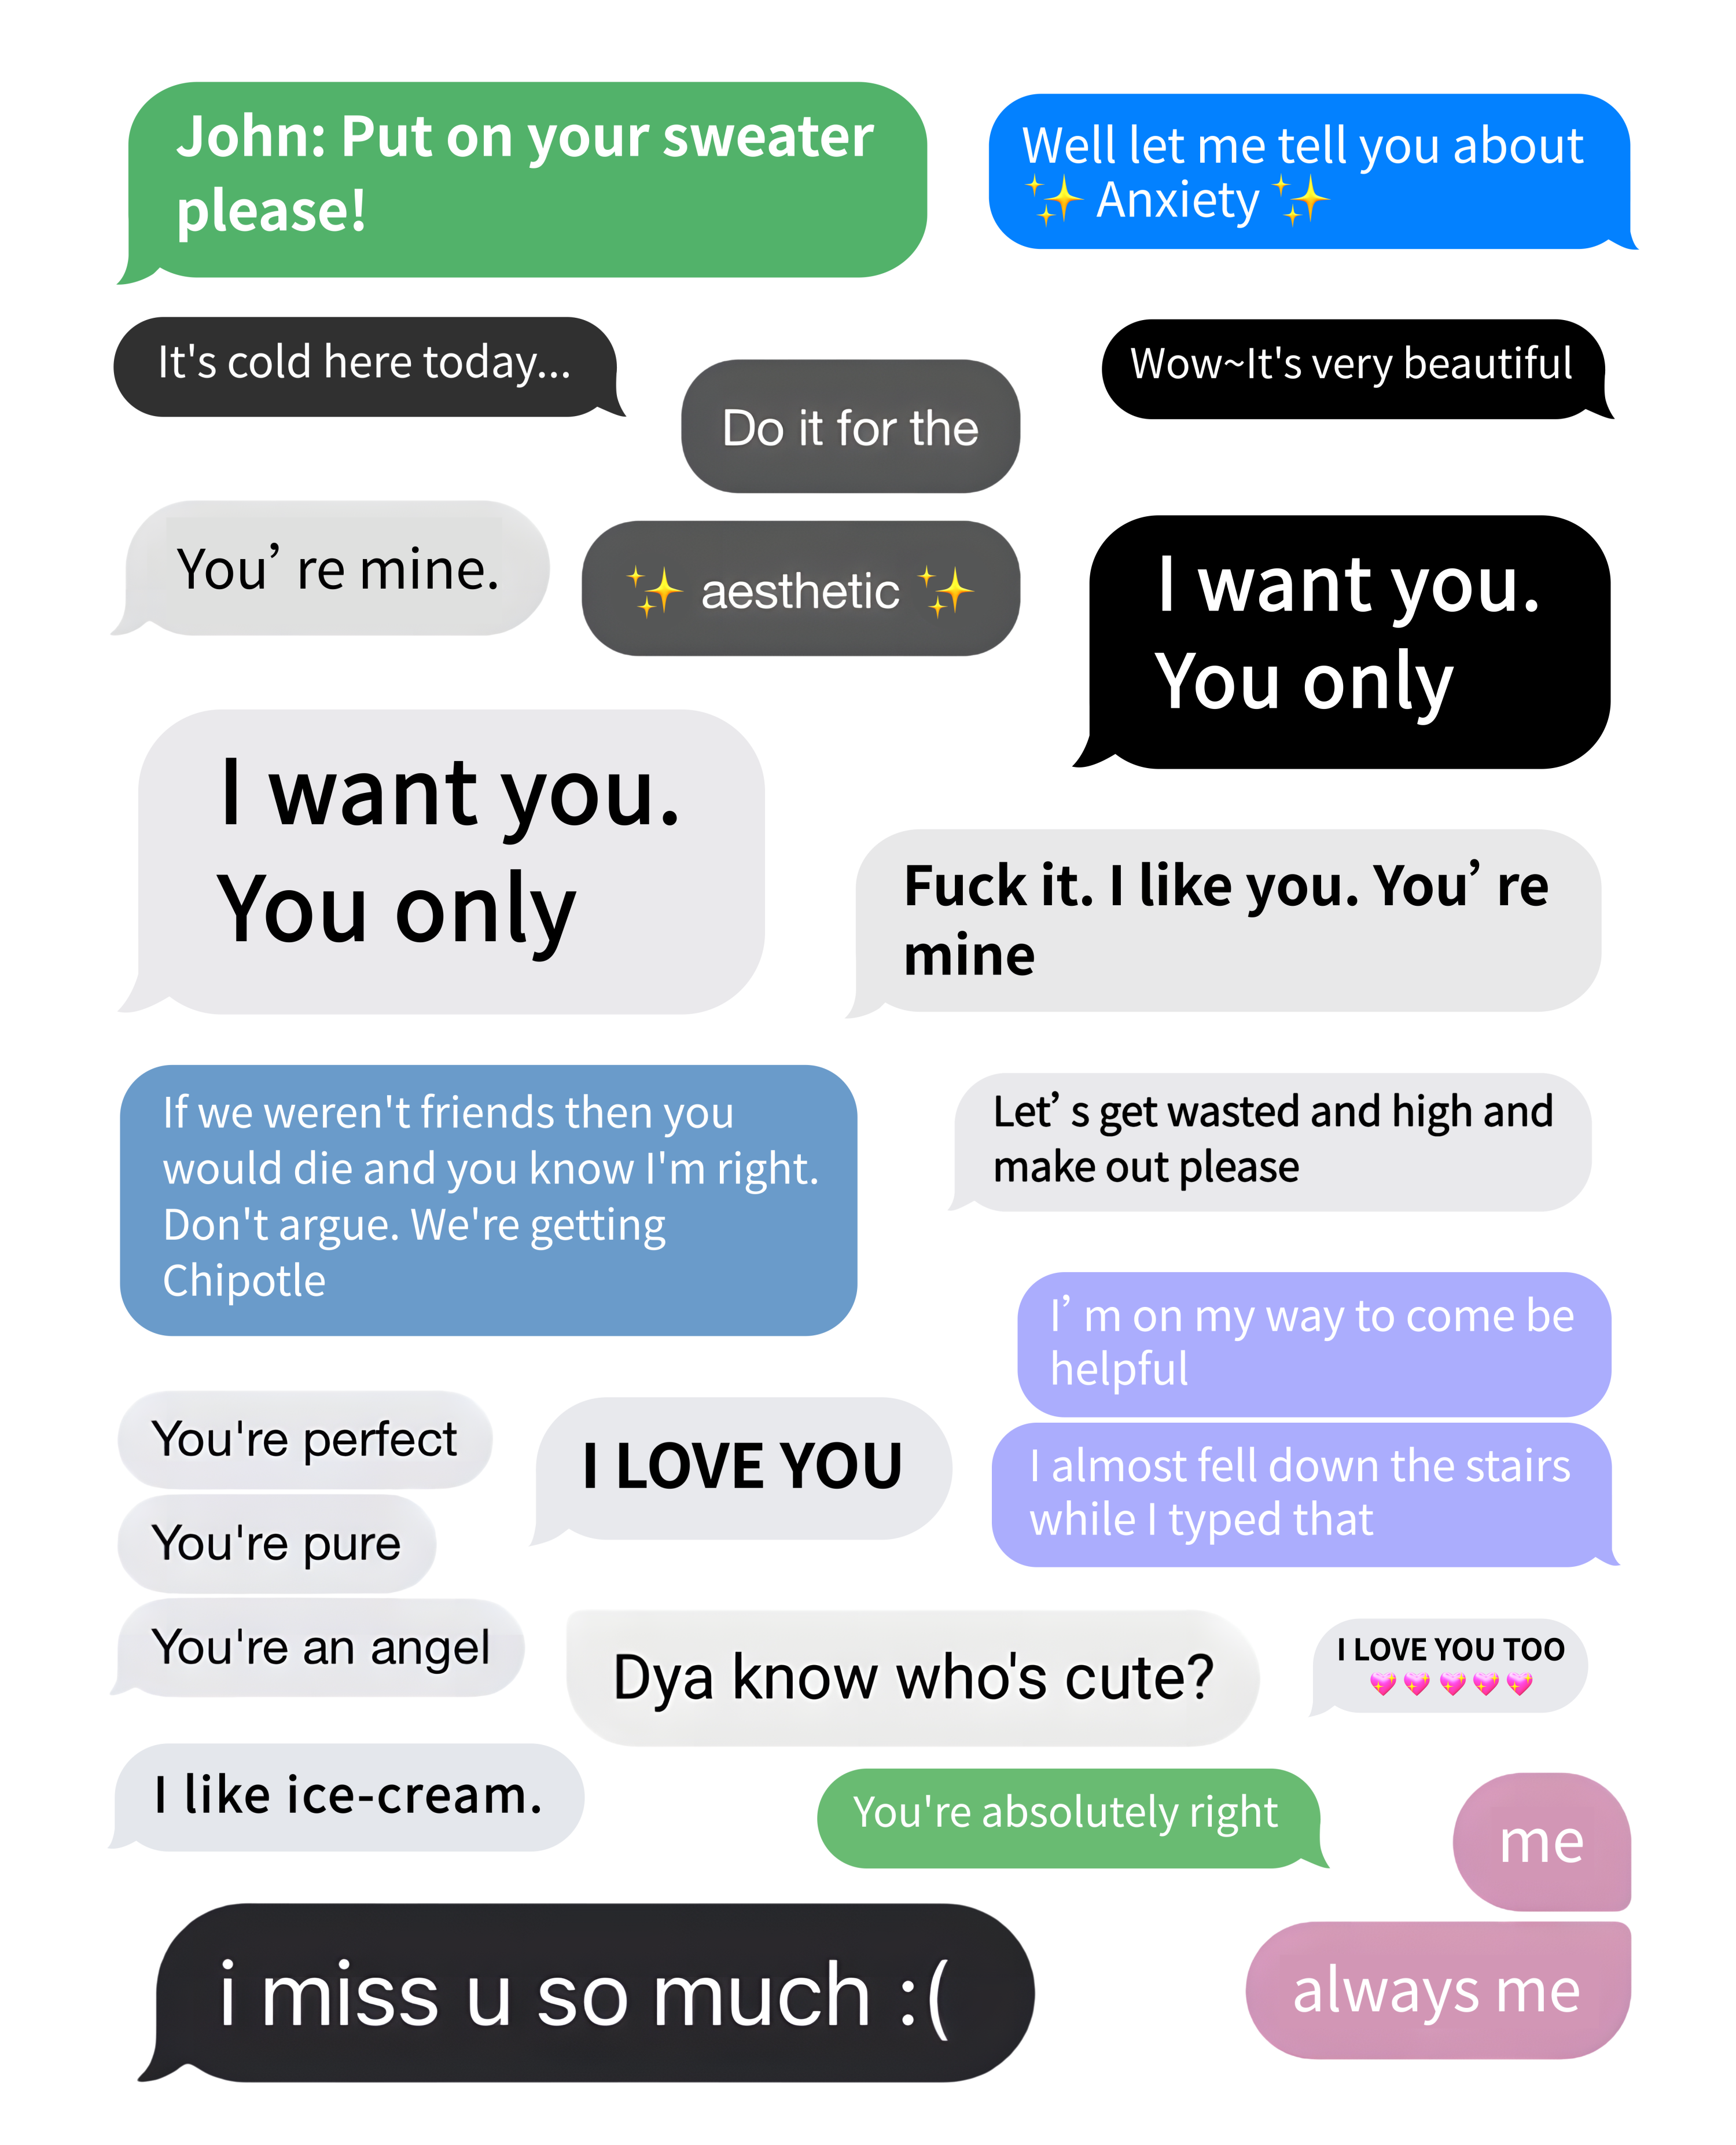 John: Put on your sweater
please!
Well let me tell you about
✨ Anxiety ✨
It's cold here today...
Do it for the
Wow~It's very beautiful
You’ re mine.
✨ aesthetic ✨
I want you.
You only
I want you.
You only
Fuck it. I like you. You’ re
mine
If we weren't friends then you
would die and you know I'm right.
Don't argue. We're getting
Chipotle
Let’ s get wasted and high and
make out please
I’ m on my way to come be
helpful
I almost fell down the stairs
while I typed that
You're perfect
You're pure
You're an angel
I LOVE YOU
Dya know who's cute?
I LOVE YOU TOO
💖💖💖💖💖
I like ice-cream.
You're absolutely right
me
always me
i miss u so much :(